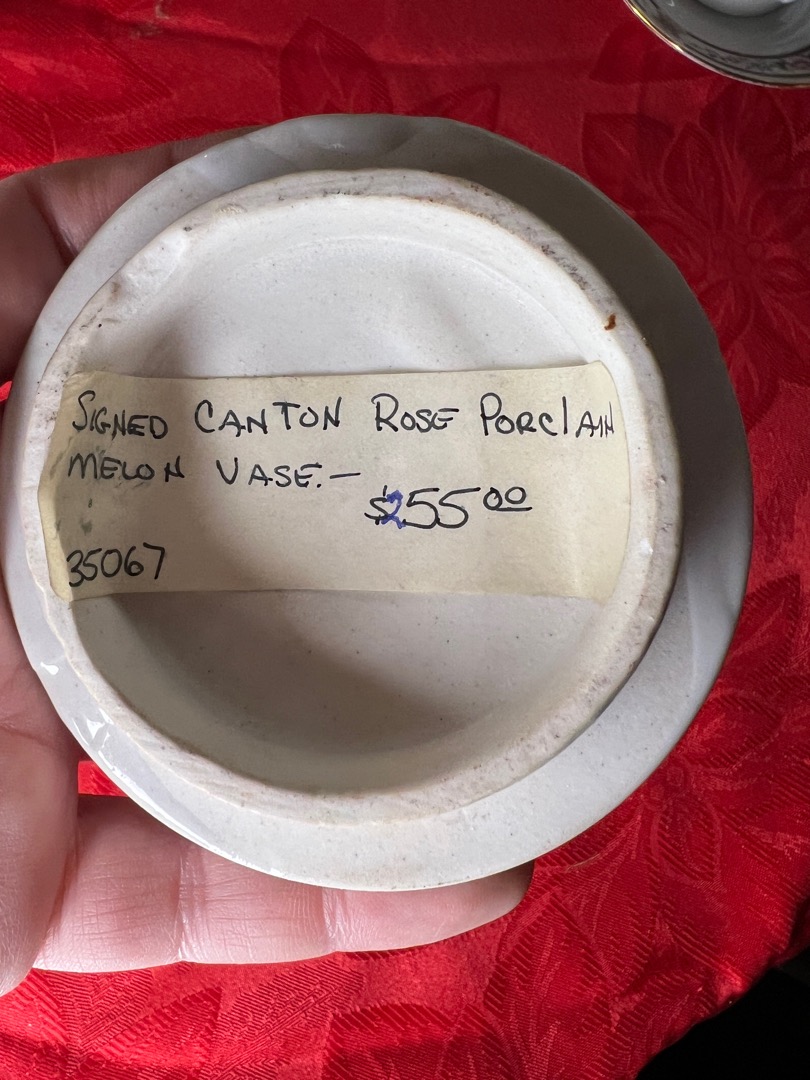 SIGNED CANTON ROSE PORCLAIN
MELON VASE.—
$255.00
35067